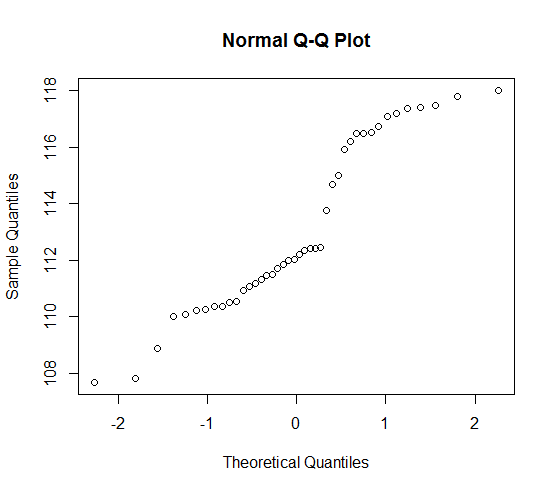 Normal Q-Q Plot
118
116
114
112
110
108
Sample Quantiles
-2 -1 0 1 2
Theoretical Quantiles